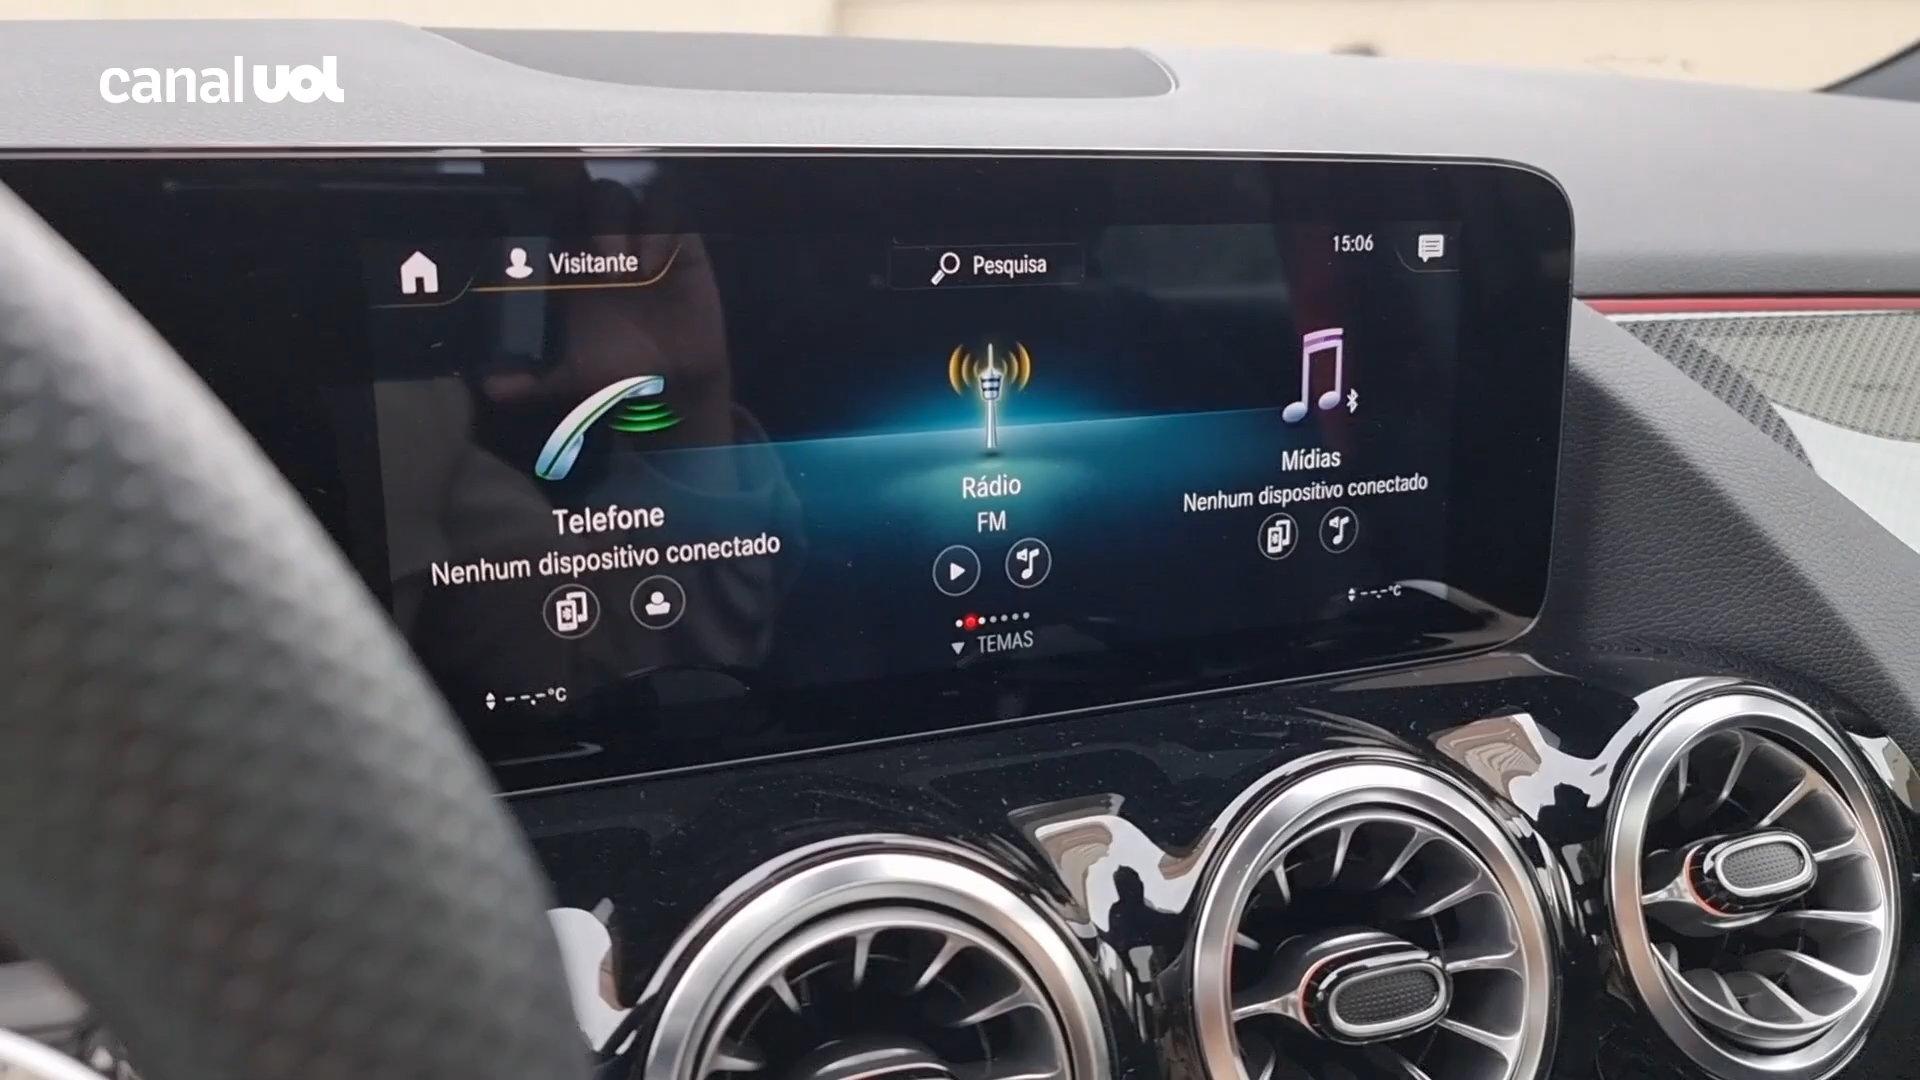 canal uol
Visitante
Pesquisa
15:06
Telefone
Nenhum dispositivo conectado
Rádio
FM
Mídias
Nenhum dispositivo conectado
TEMAS
--,-°C
--,-°C